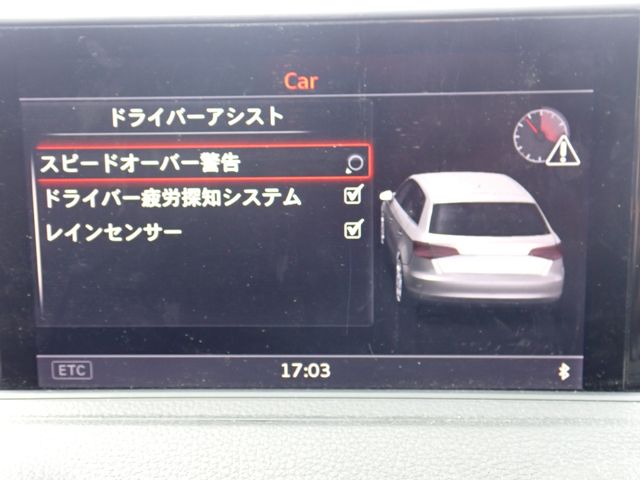 Car
ドライバーアシスト
スピードオーバー警告
ドライバー疲労探知システム
レインセンサー
ETC
17:03